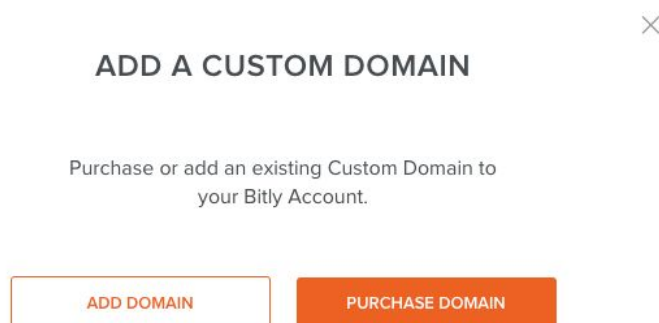 ADD A CUSTOM DOMAIN
Purchase or add an existing Custom Domain to
your Bitly Account.
ADD DOMAIN
PURCHASE DOMAIN